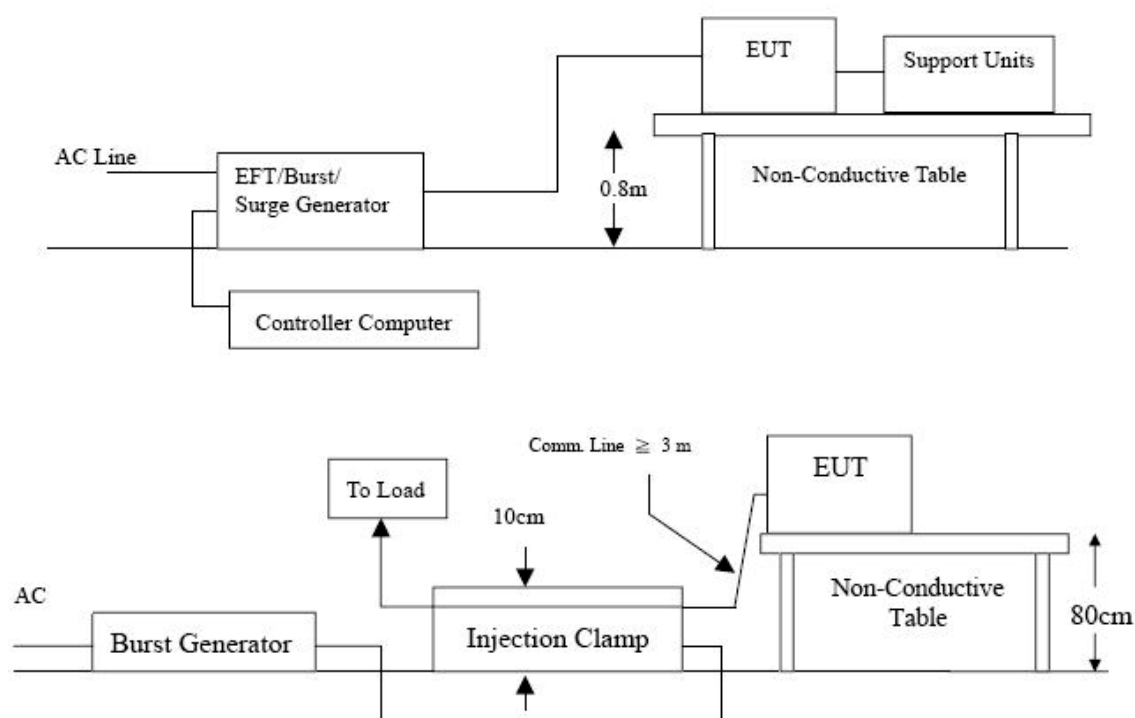 EUT
Support Units
AC Line
EFT/Burst/
Surge Generator
0.8m
Non-Conductive Table
Controller Computer
Comm. Line ≧ 3 m
EUT
To Load
10cm
AC
Non-Conductive
Table
80cm
Burst Generator
Injection Clamp